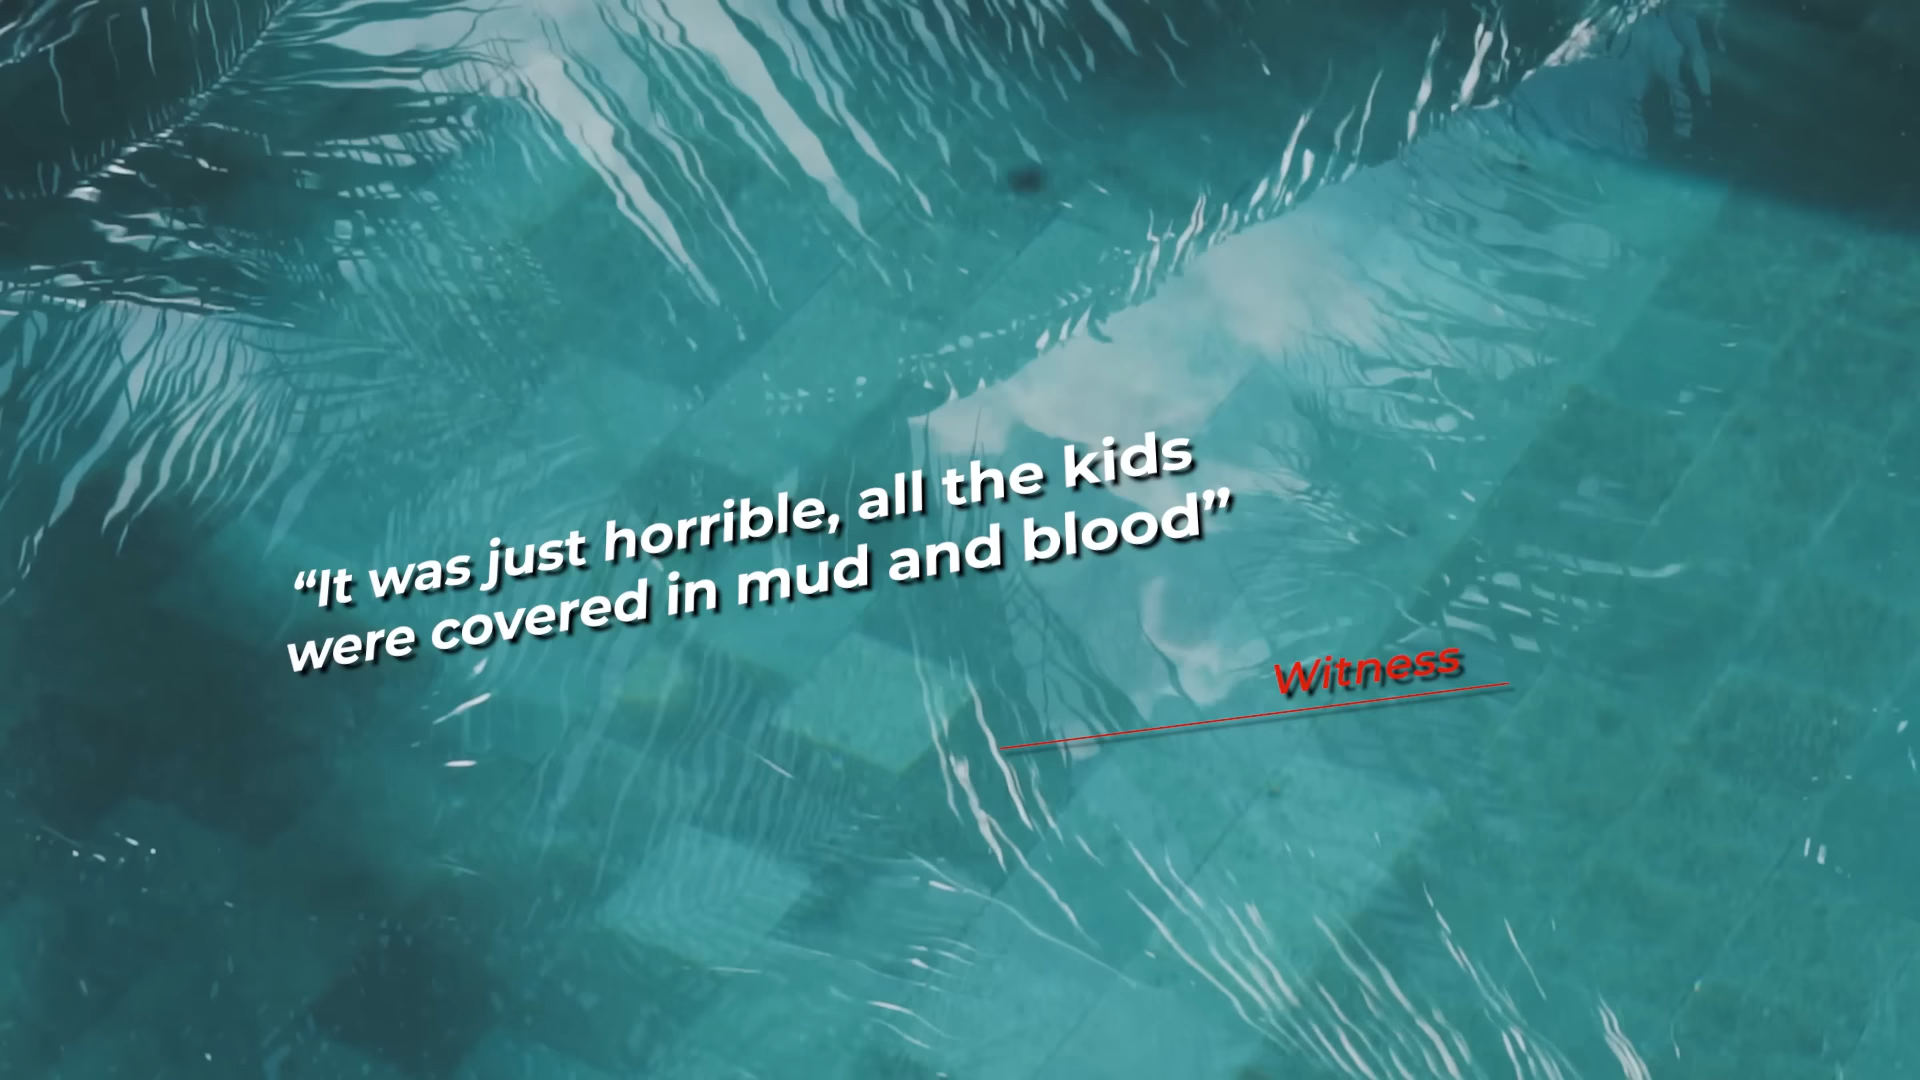 “It was just horrible, all the kids
were covered in mud and blood”
Witness